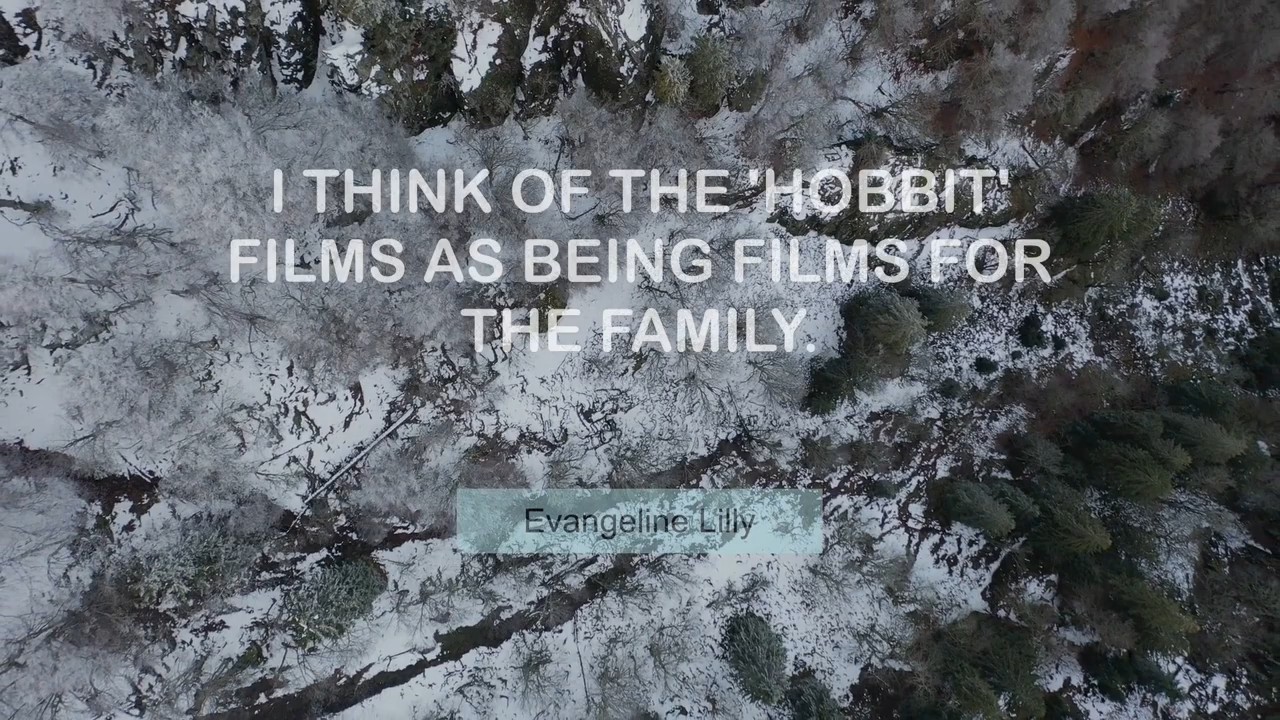 I THINK OF THE 'HOBBIT'
FILMS AS BEING FILMS FOR
THE FAMILY.
Evangeline Lilly